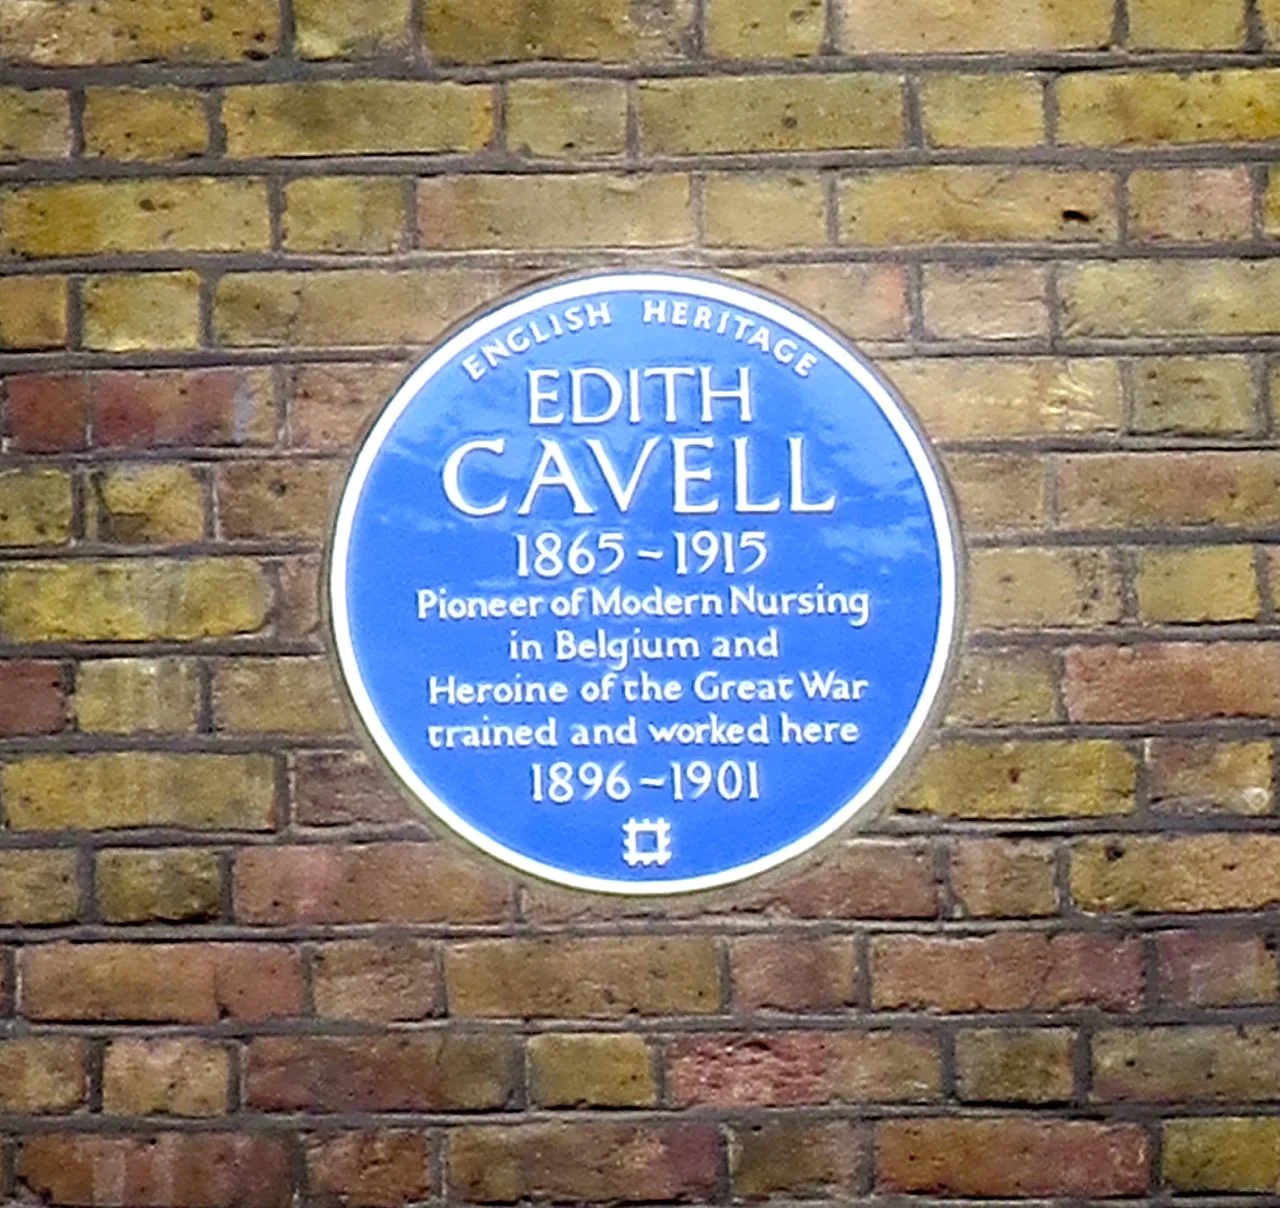 ENGLISH HERITAGE
EDITH
CAVELL
1865~1915
Pioneer of Modern Nursing
in Belgium and
Heroine of the Great War
trained and worked here
1896~1901